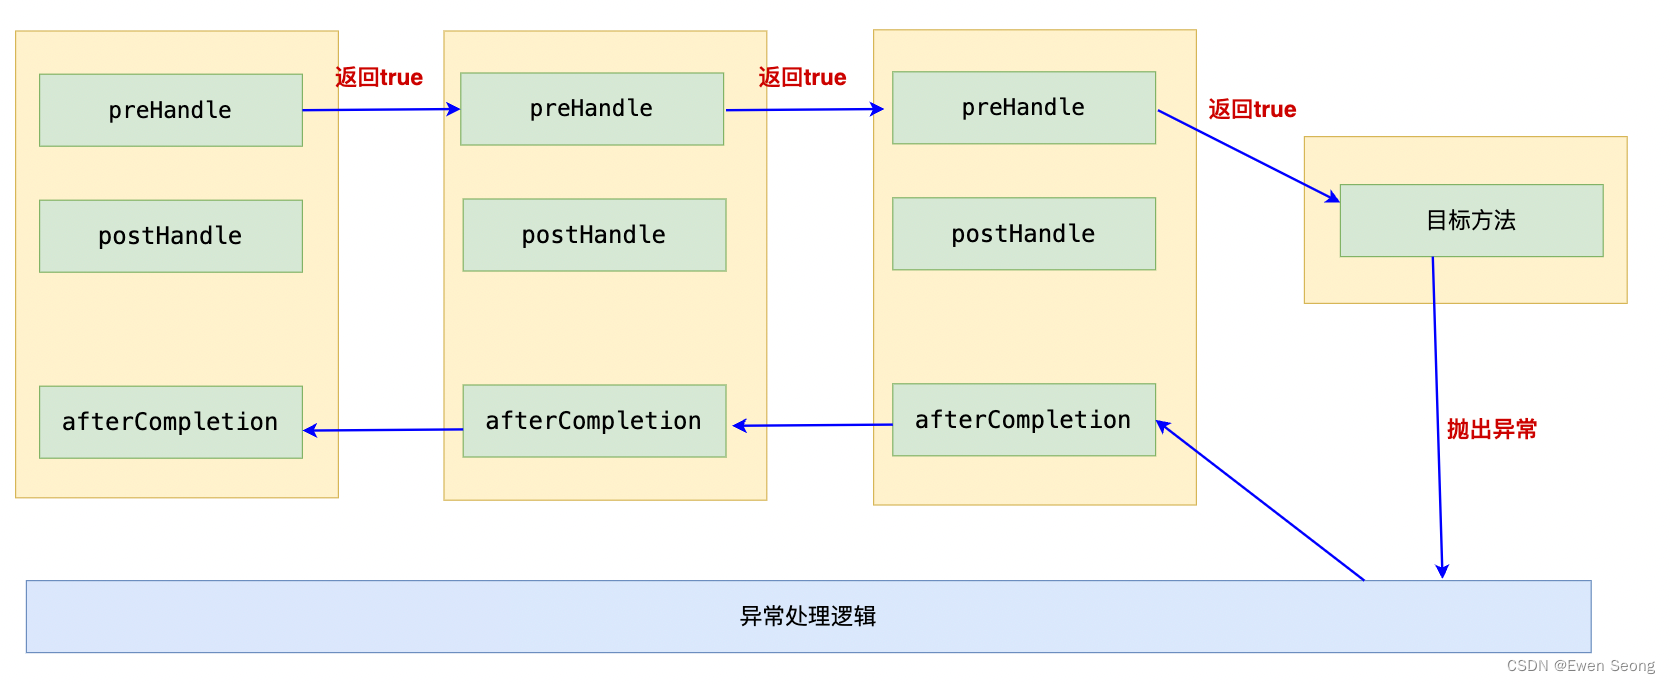 preHandle
返回true
preHandle
返回true
preHandle
返回true
postHandle
postHandle
postHandle
目标方法
afterCompletion
afterCompletion
afterCompletion
抛出异常
异常处理逻辑
CSDN @Ewen Seong